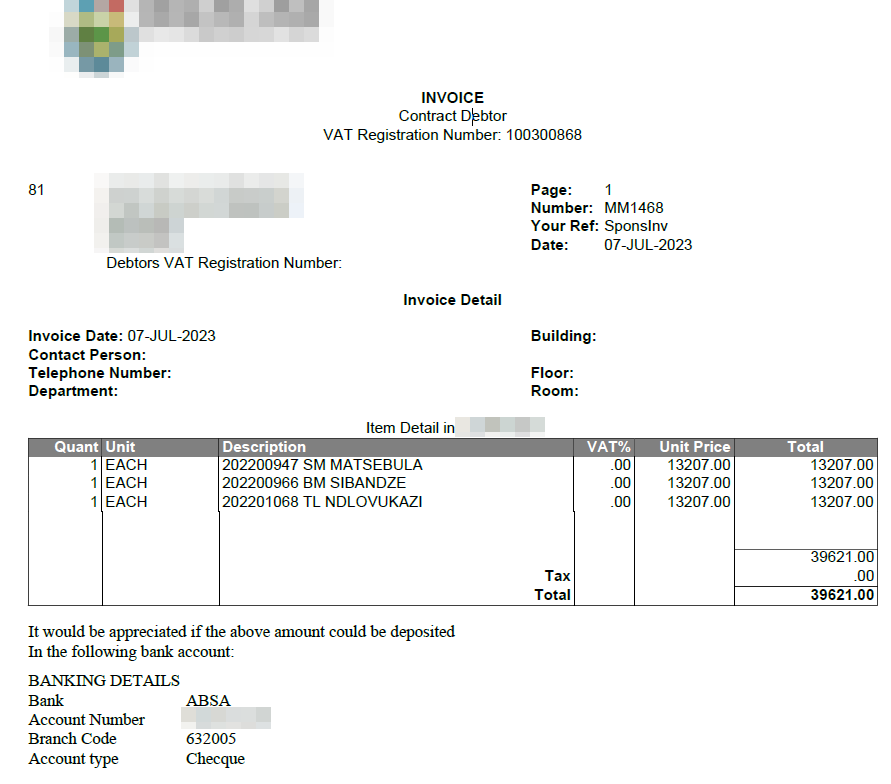 INVOICE
Contract Debtor
VAT Registration Number: 100300868
81
Page: 1
Number: MM1468
Your Ref: SponsInv
Date: 07-JUL-2023
Debtors VAT Registration Number:
Invoice Detail
Invoice Date: 07-JUL-2023 Building:
Contact Person:
Telephone Number: Floor:
Department: Room:
Item Detail in
Quant Unit Description VAT% Unit Price Total
1 EACH 202200947 SM MATSEBULA .00 13207.00 13207.00
1 EACH 202200966 BM SIBANDZE .00 13207.00 13207.00
1 EACH 202201068 TL NDLOVUKAZI .00 13207.00 13207.00
39621.00
Tax .00
Total 39621.00
It would be appreciated if the above amount could be deposited
In the following bank account:
BANKING DETAILS
Bank ABSA
Account Number
Branch Code 632005
Account type Checque